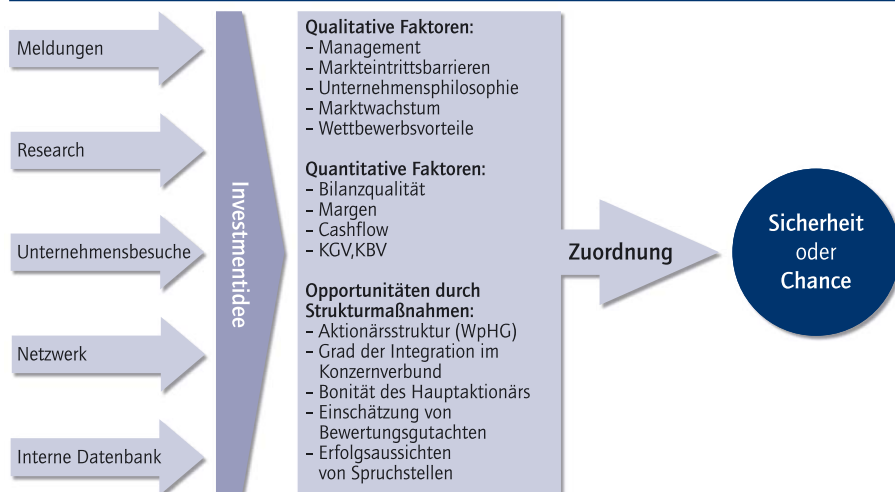 Meldungen
Research
Unternehmensbesuche
Netzwerk
Interne Datenbank
Investmentidee
Qualitative Faktoren:
– Management
– Markteintrittsbarrieren
– Unternehmensphilosophie
– Marktwachstum
– Wettbewerbsvorteile
Quantitative Faktoren:
– Bilanzqualität
– Margen
– Cashflow
– KGV,KBV
Opportunitäten durch
Strukturmaßnahmen:
– Aktionärsstruktur (WpHG)
– Grad der Integration im
Konzernverbund
– Bonität des Hauptaktionärs
– Einschätzung von
Bewertungsgutachten
– Erfolgsaussichten
von Spruchstellen
Zuordnung
Sicherheit
oder
Chance